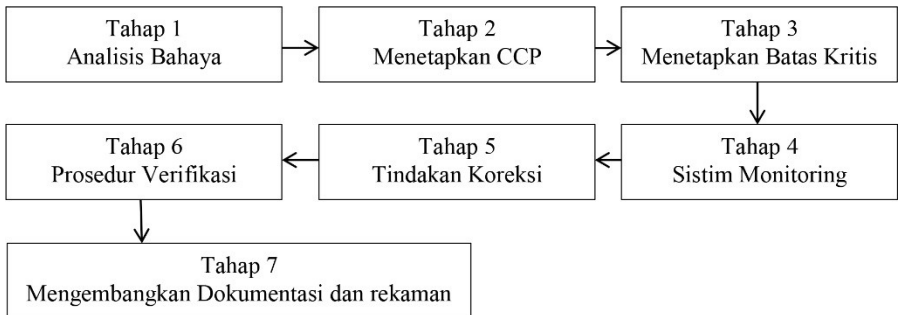 Tahap 1
Analisis Bahaya
Tahap 2
Menetapkan CCP
Tahap 3
Menetapkan Batas Kritis
Tahap 4
Sistim Monitoring
Tahap 5
Tindakan Koreksi
Tahap 6
Prosedur Verifikasi
Tahap 7
Mengembangkan Dokumentasi dan rekaman